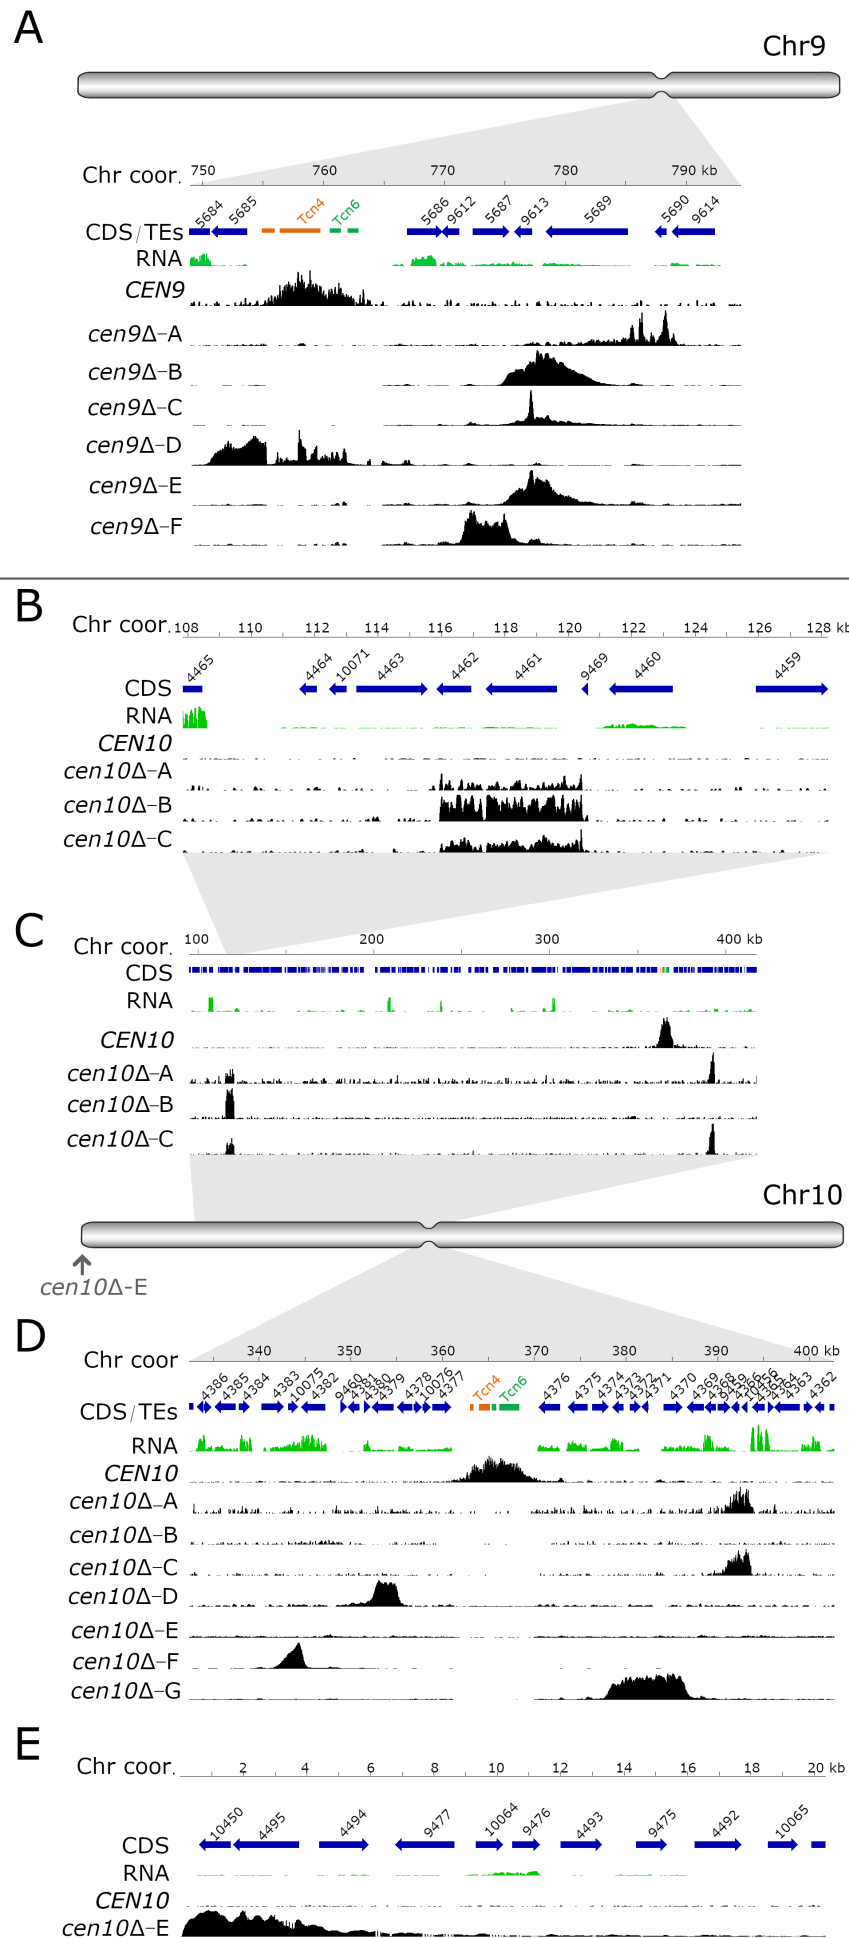 A
Chr9
Chr coor. 750 760 770 780 790 kb
5684 5685 Tcn4 Tcn6 5686 9612 5687 9613 5689 5690 9614
CDS/TEs
RNA
CEN9
cen9Δ–A
cen9Δ–B
cen9Δ–C
cen9Δ–D
cen9Δ–E
cen9Δ–F
B
Chr coor. 108 110 112 114 116 118 120 122 124 126 128 kb
4465 4464 10071 4463 4462 4461 9469 4460 4459
CDS
RNA
CEN10
cen10Δ–A
cen10Δ–B
cen10Δ–C
C
Chr coor. 100 200 300 400 kb
CDS
RNA
CEN10
cen10Δ–A
cen10Δ–B
cen10Δ–C
Chr10
cen10Δ-E
D
Chr coor 340 350 360 370 380 390 400 kb
4386 4385 4384 4383 10075 4382 9460 4381 4380 4379 4378 10076 4377 Tcn4 Tcn6 4376 4375 4374 4373 4372 4371 4370 4369 4368 9459 4366 10456 4365 4364 4363 4362
CDS/TEs
RNA
CEN10
cen10Δ–A
cen10Δ–B
cen10Δ–C
cen10Δ–D
cen10Δ–E
cen10Δ–F
cen10Δ–G
E
Chr coor. 2 4 6 8 10 12 14 16 18 20 kb
10450 4495 4494 9477 10064 9476 4493 9475 4492 10065
CDS
RNA
CEN10
cen10Δ–E